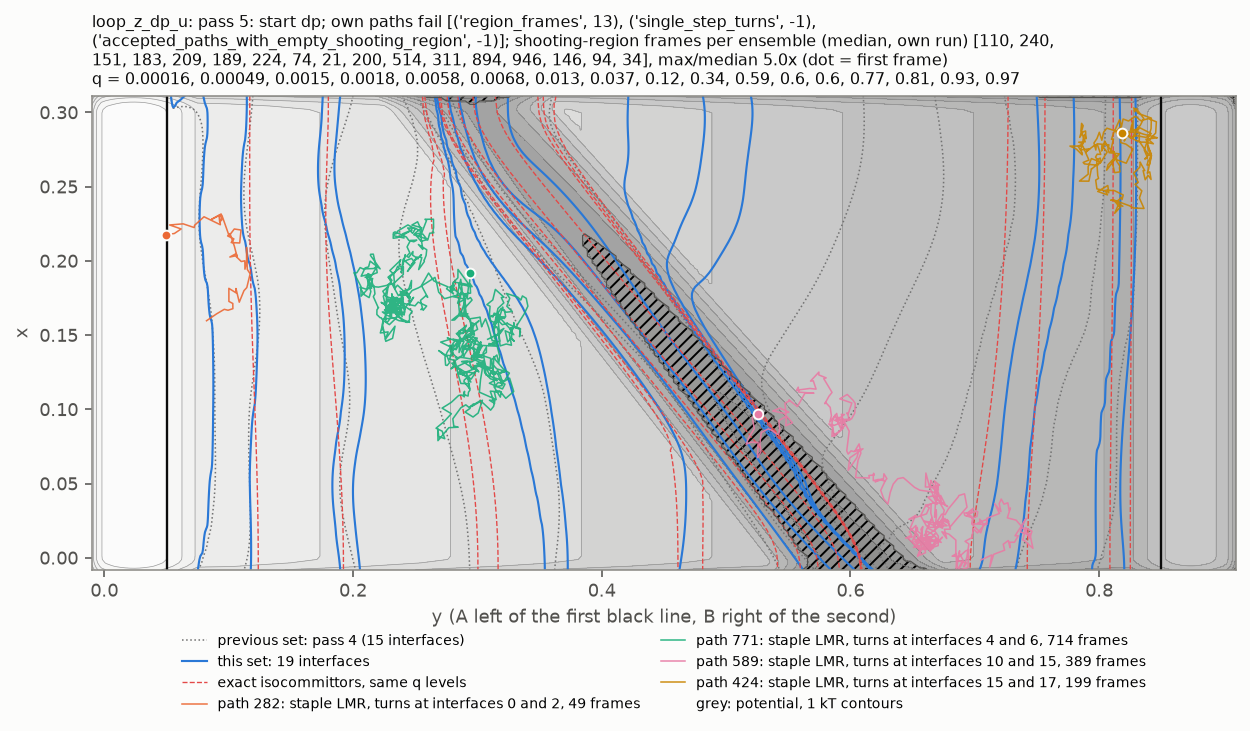 loop_z_dp_u: pass 5: start dp; own paths fail [('region_frames', 13), ('single_step_turns', -1),
('accepted_paths_with_empty_shooting_region', -1)]; shooting-region frames per ensemble (median, own run) [110, 240,
151, 183, 209, 189, 224, 74, 21, 200, 514, 311, 894, 946, 146, 94, 34], max/median 5.0x (dot = first frame)
q = 0.00016, 0.00049, 0.0015, 0.0018, 0.0058, 0.0068, 0.013, 0.037, 0.12, 0.34, 0.59, 0.6, 0.6, 0.77, 0.81, 0.93, 0.97
0.30
0.25
0.20
0.15
0.10
0.05
0.00
x
0.0
0.2
0.4
0.6
0.8
y (A left of the first black line, B right of the second)
previous set: pass 4 (15 interfaces)
this set: 19 interfaces
exact isocommittors, same q levels
path 282: staple LMR, turns at interfaces 0 and 2, 49 frames
path 771: staple LMR, turns at interfaces 4 and 6, 714 frames
path 589: staple LMR, turns at interfaces 10 and 15, 389 frames
path 424: staple LMR, turns at interfaces 15 and 17, 199 frames
grey: potential, 1 kT contours